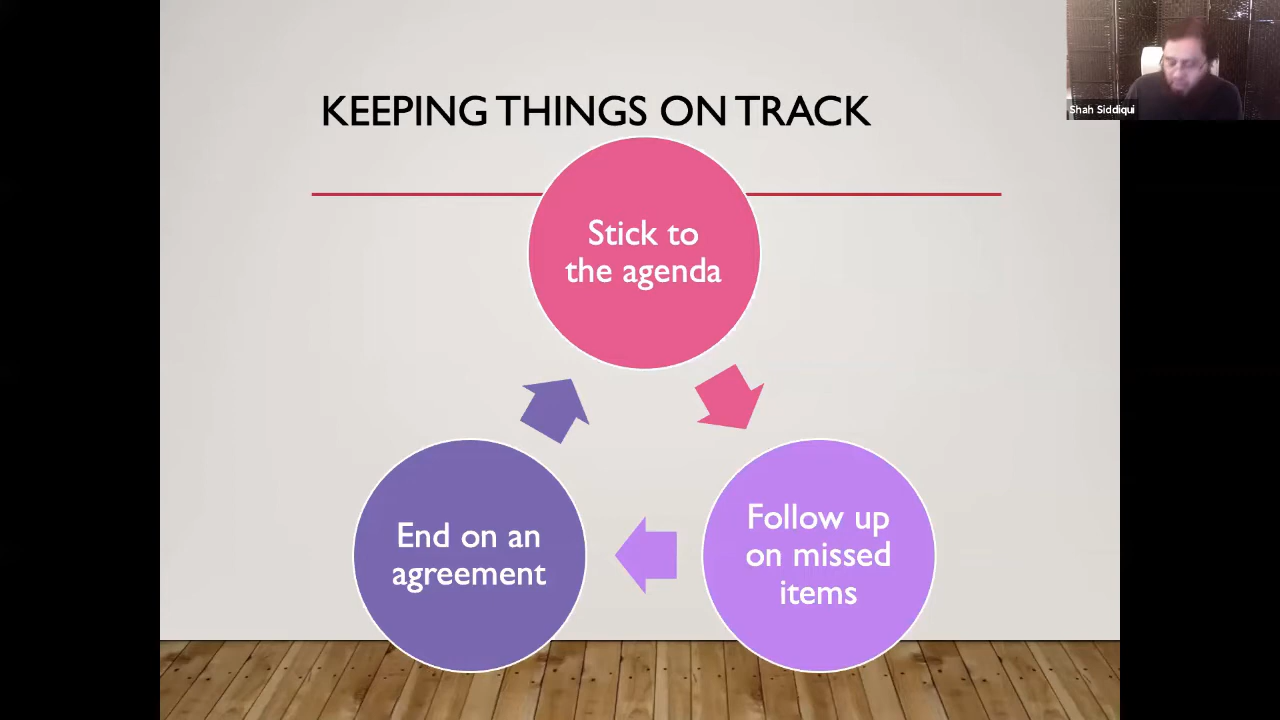 Shah Siddiqui
KEEPING THINGS ON TRACK
Stick to
the agenda
Follow up
on missed
items
End on an
agreement